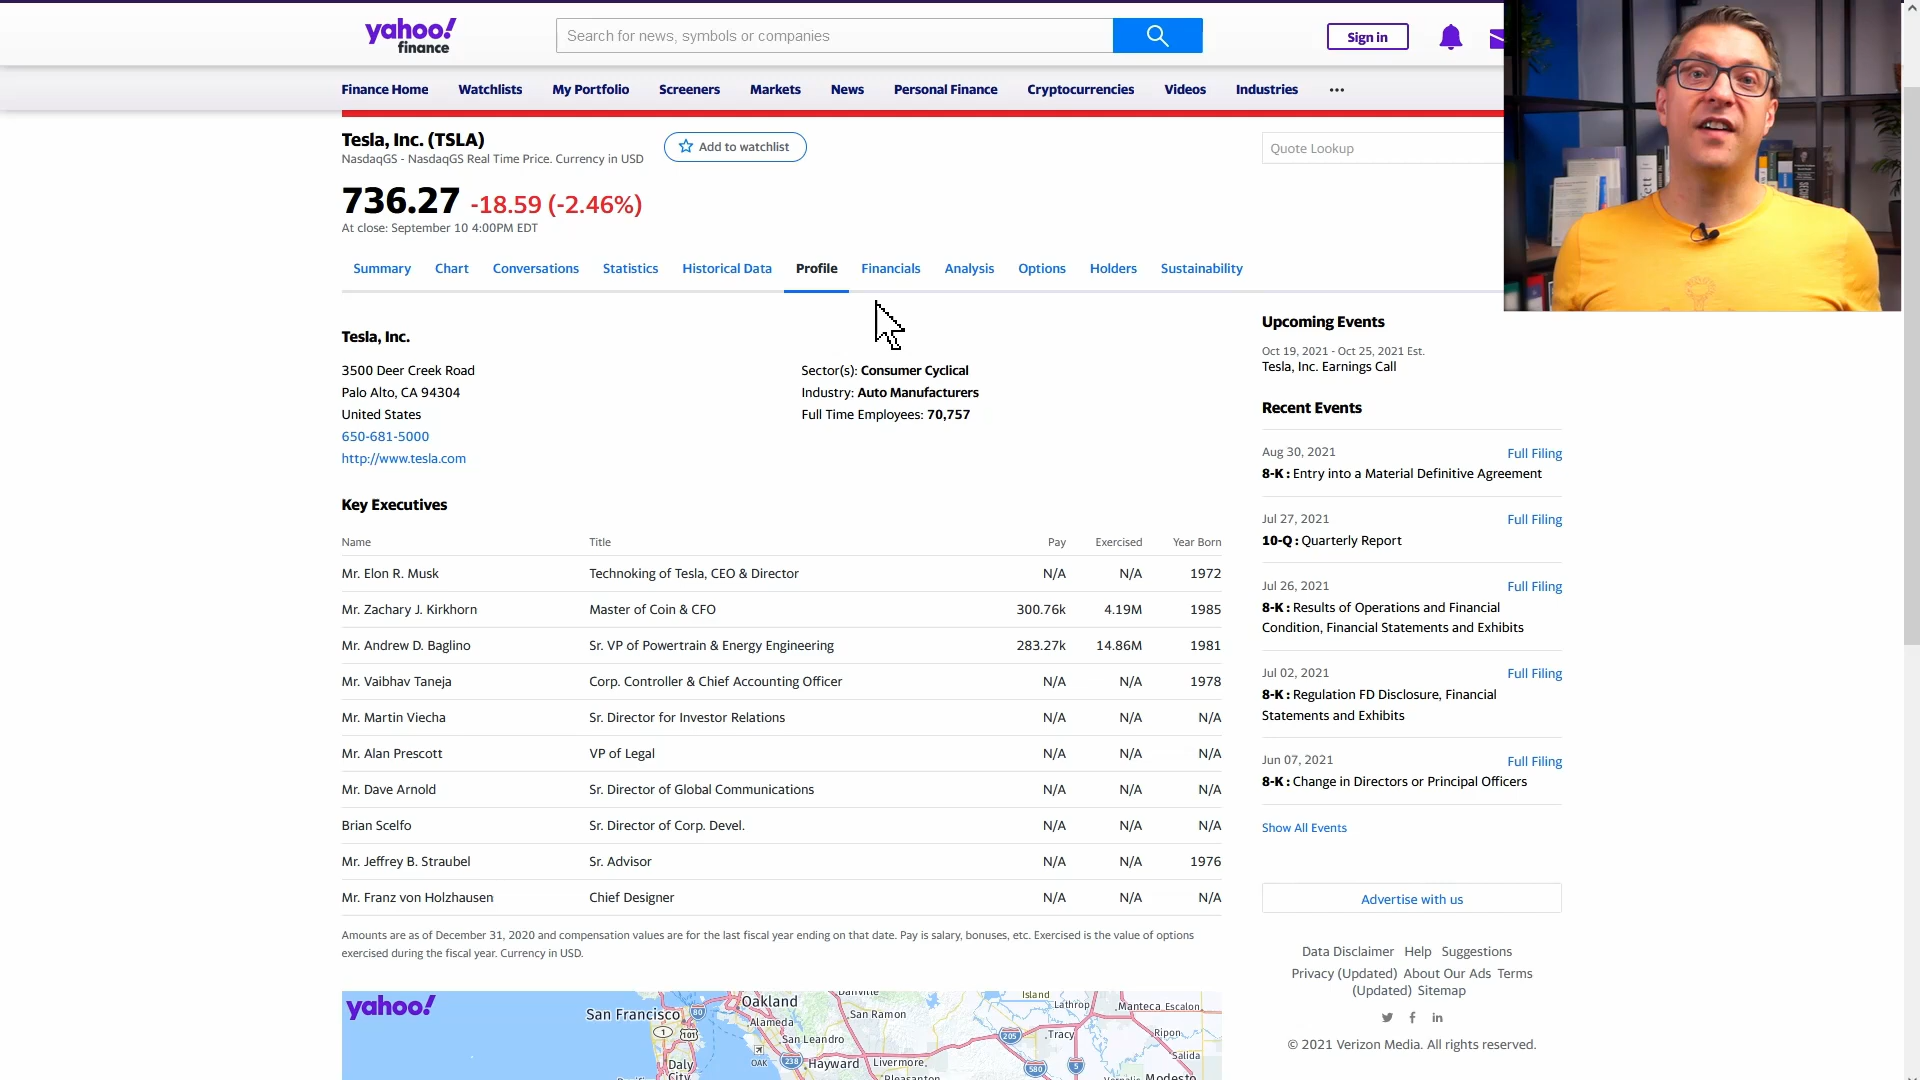 yahoo!
finance
Search for news, symbols or companies
Sign in
Finance Home Watchlists My Portfolio Screeners Markets News Personal Finance Cryptocurrencies Videos Industries
Tesla, Inc. (TSLA)
Add to watchlist
NasdaqGS - NasdaqGS Real Time Price. Currency in USD
Quote Lookup
736.27 -18.59 (-2.46%)
At close: September 10 4:00PM EDT
Summary Chart Conversations Statistics Historical Data Profile Financials Analysis Options Holders Sustainability
Tesla, Inc.
3500 Deer Creek Road
Palo Alto, CA 94304
United States
650-681-5000
http://www.tesla.com
Sector(s): Consumer Cyclical
Industry: Auto Manufacturers
Full Time Employees: 70,757
Key Executives
Name Title Pay Exercised Year Born
Mr. Elon R. Musk Technoking of Tesla, CEO & Director N/A N/A 1972
Mr. Zachary J. Kirkhorn Master of Coin & CFO 300.76k 4.19M 1985
Mr. Andrew D. Baglino Sr. VP of Powertrain & Energy Engineering 283.27k 14.86M 1981
Mr. Vaibhav Taneja Corp. Controller & Chief Accounting Officer N/A N/A 1978
Mr. Martin Viecha Sr. Director for Investor Relations N/A N/A N/A
Mr. Alan Prescott VP of Legal N/A N/A N/A
Mr. Dave Arnold Sr. Director of Global Communications N/A N/A N/A
Brian Scelfo Sr. Director of Corp. Devel. N/A N/A N/A
Mr. Jeffrey B. Straubel Sr. Advisor N/A N/A 1976
Mr. Franz von Holzhausen Chief Designer N/A N/A N/A
Amounts are as of December 31, 2020 and compensation values are for the last fiscal year ending on that date. Pay is salary, bonuses, etc. Exercised is the value of options
exercised during the fiscal year. Currency in USD.
yahoo!
San Francisco
Oakland
Alameda
San Leandro
OAK
Hayward
Daly
City
Danville
San Ramon
Livermore
Pleasanton
Island
Lathrop
Tracy
Manteca Escalon
Ripon
Salida
Modesto
80
1
101
238
205
580
5
Upcoming Events
Oct 19, 2021 - Oct 25, 2021 Est.
Tesla, Inc. Earnings Call
Recent Events
Aug 30, 2021 Full Filing
8-K : Entry into a Material Definitive Agreement
Jul 27, 2021 Full Filing
10-Q : Quarterly Report
Jul 26, 2021 Full Filing
8-K : Results of Operations and Financial
Condition, Financial Statements and Exhibits
Jul 02, 2021 Full Filing
8-K : Regulation FD Disclosure, Financial
Statements and Exhibits
Jun 07, 2021 Full Filing
8-K : Change in Directors or Principal Officers
Show All Events
Advertise with us
Data Disclaimer Help Suggestions
Privacy (Updated) About Our Ads Terms
(Updated) Sitemap
© 2021 Verizon Media. All rights reserved.